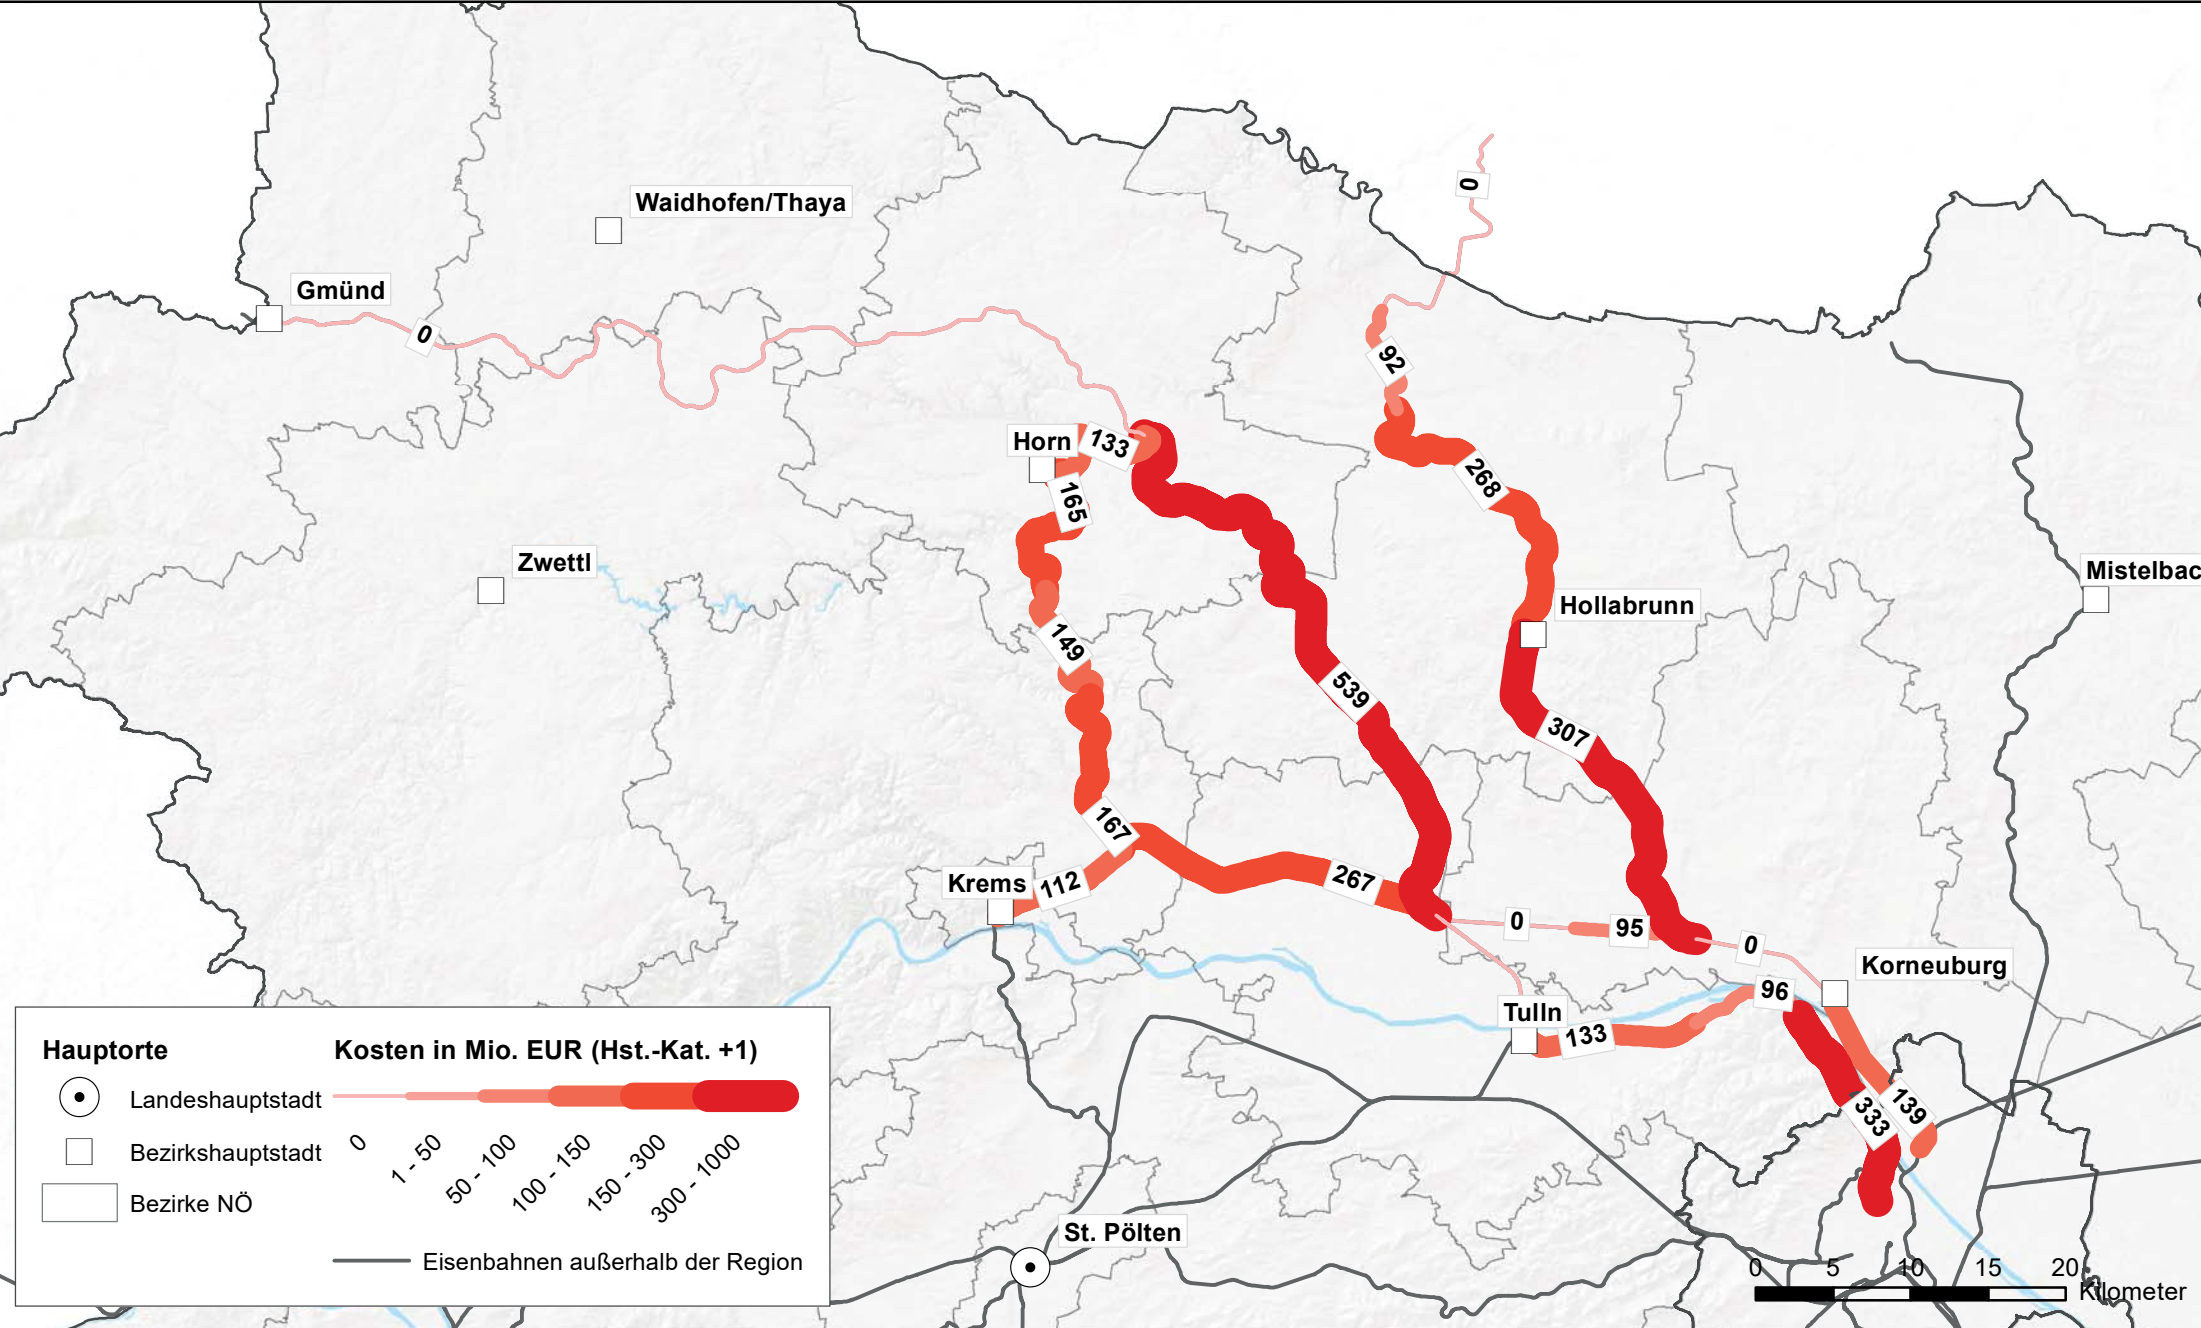 0
Waidhofen/Thaya
Gmünd
0
92
Horn
133
165
268
Zwettl
Mistelbac
Hollabrunn
149
539
307
167
Krems
112
267
0
95
0
Korneuburg
96
Tulln
133
139
333
St. Pölten
Hauptorte
Landeshauptstadt
Bezirkshauptstadt
Bezirke NÖ
Kosten in Mio. EUR (Hst.-Kat. +1)
0
1 - 50
50 - 100
100 - 150
150 - 300
300 - 1000
Eisenbahnen außerhalb der Region
0 5 10 15 20
Kilometer